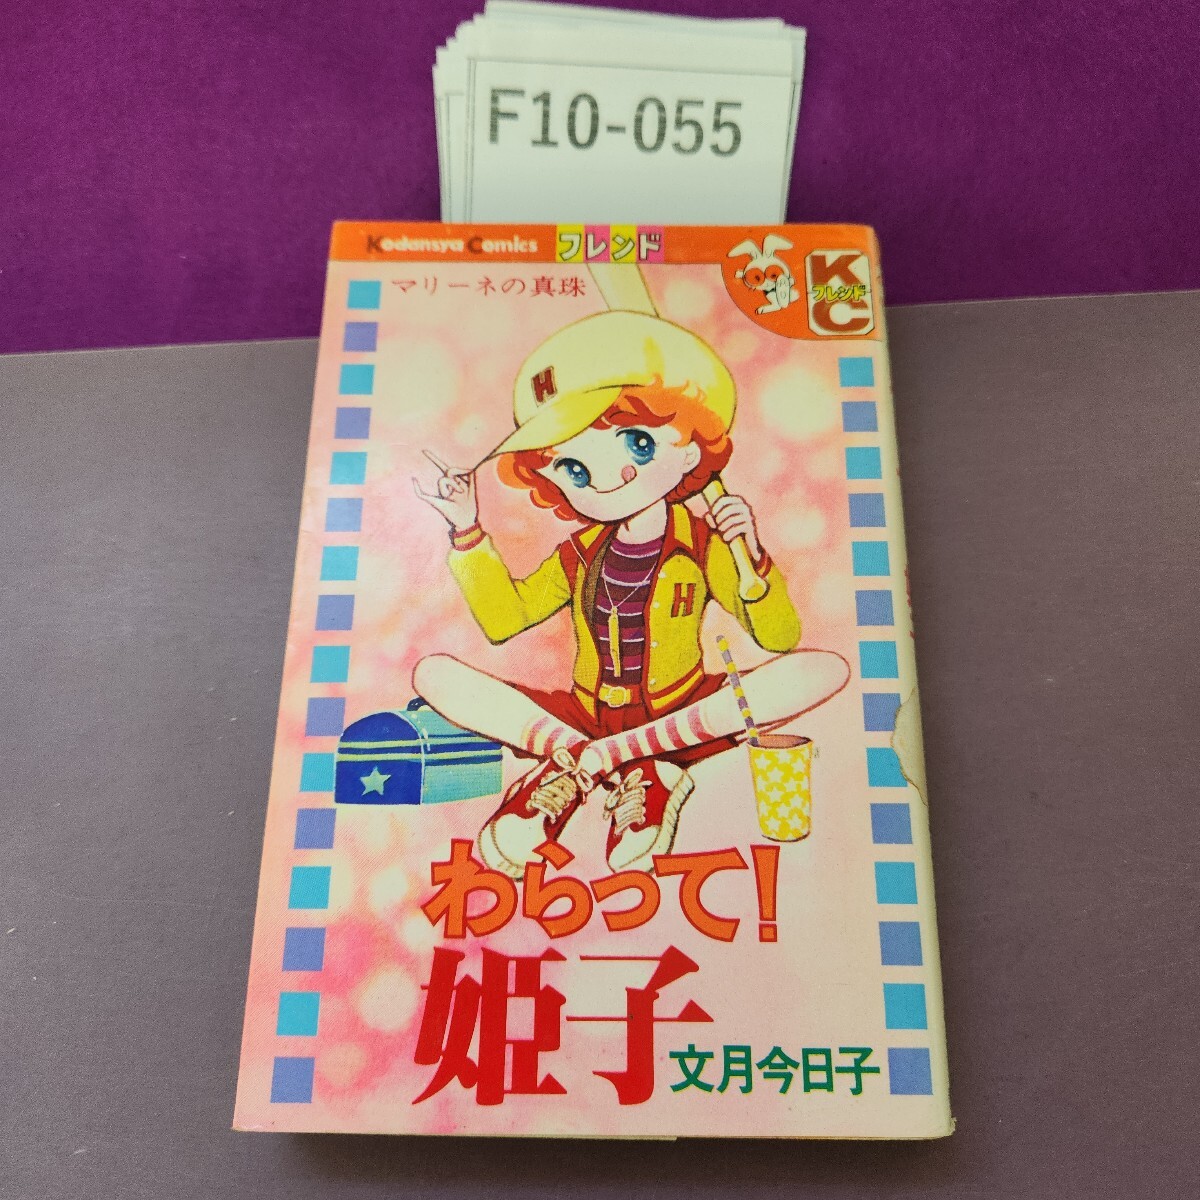 F10-055
Kodansya Comics フレンド
K
フレンド
C
マリーネの真珠
H
H
わらって!
姫子
文月今日子